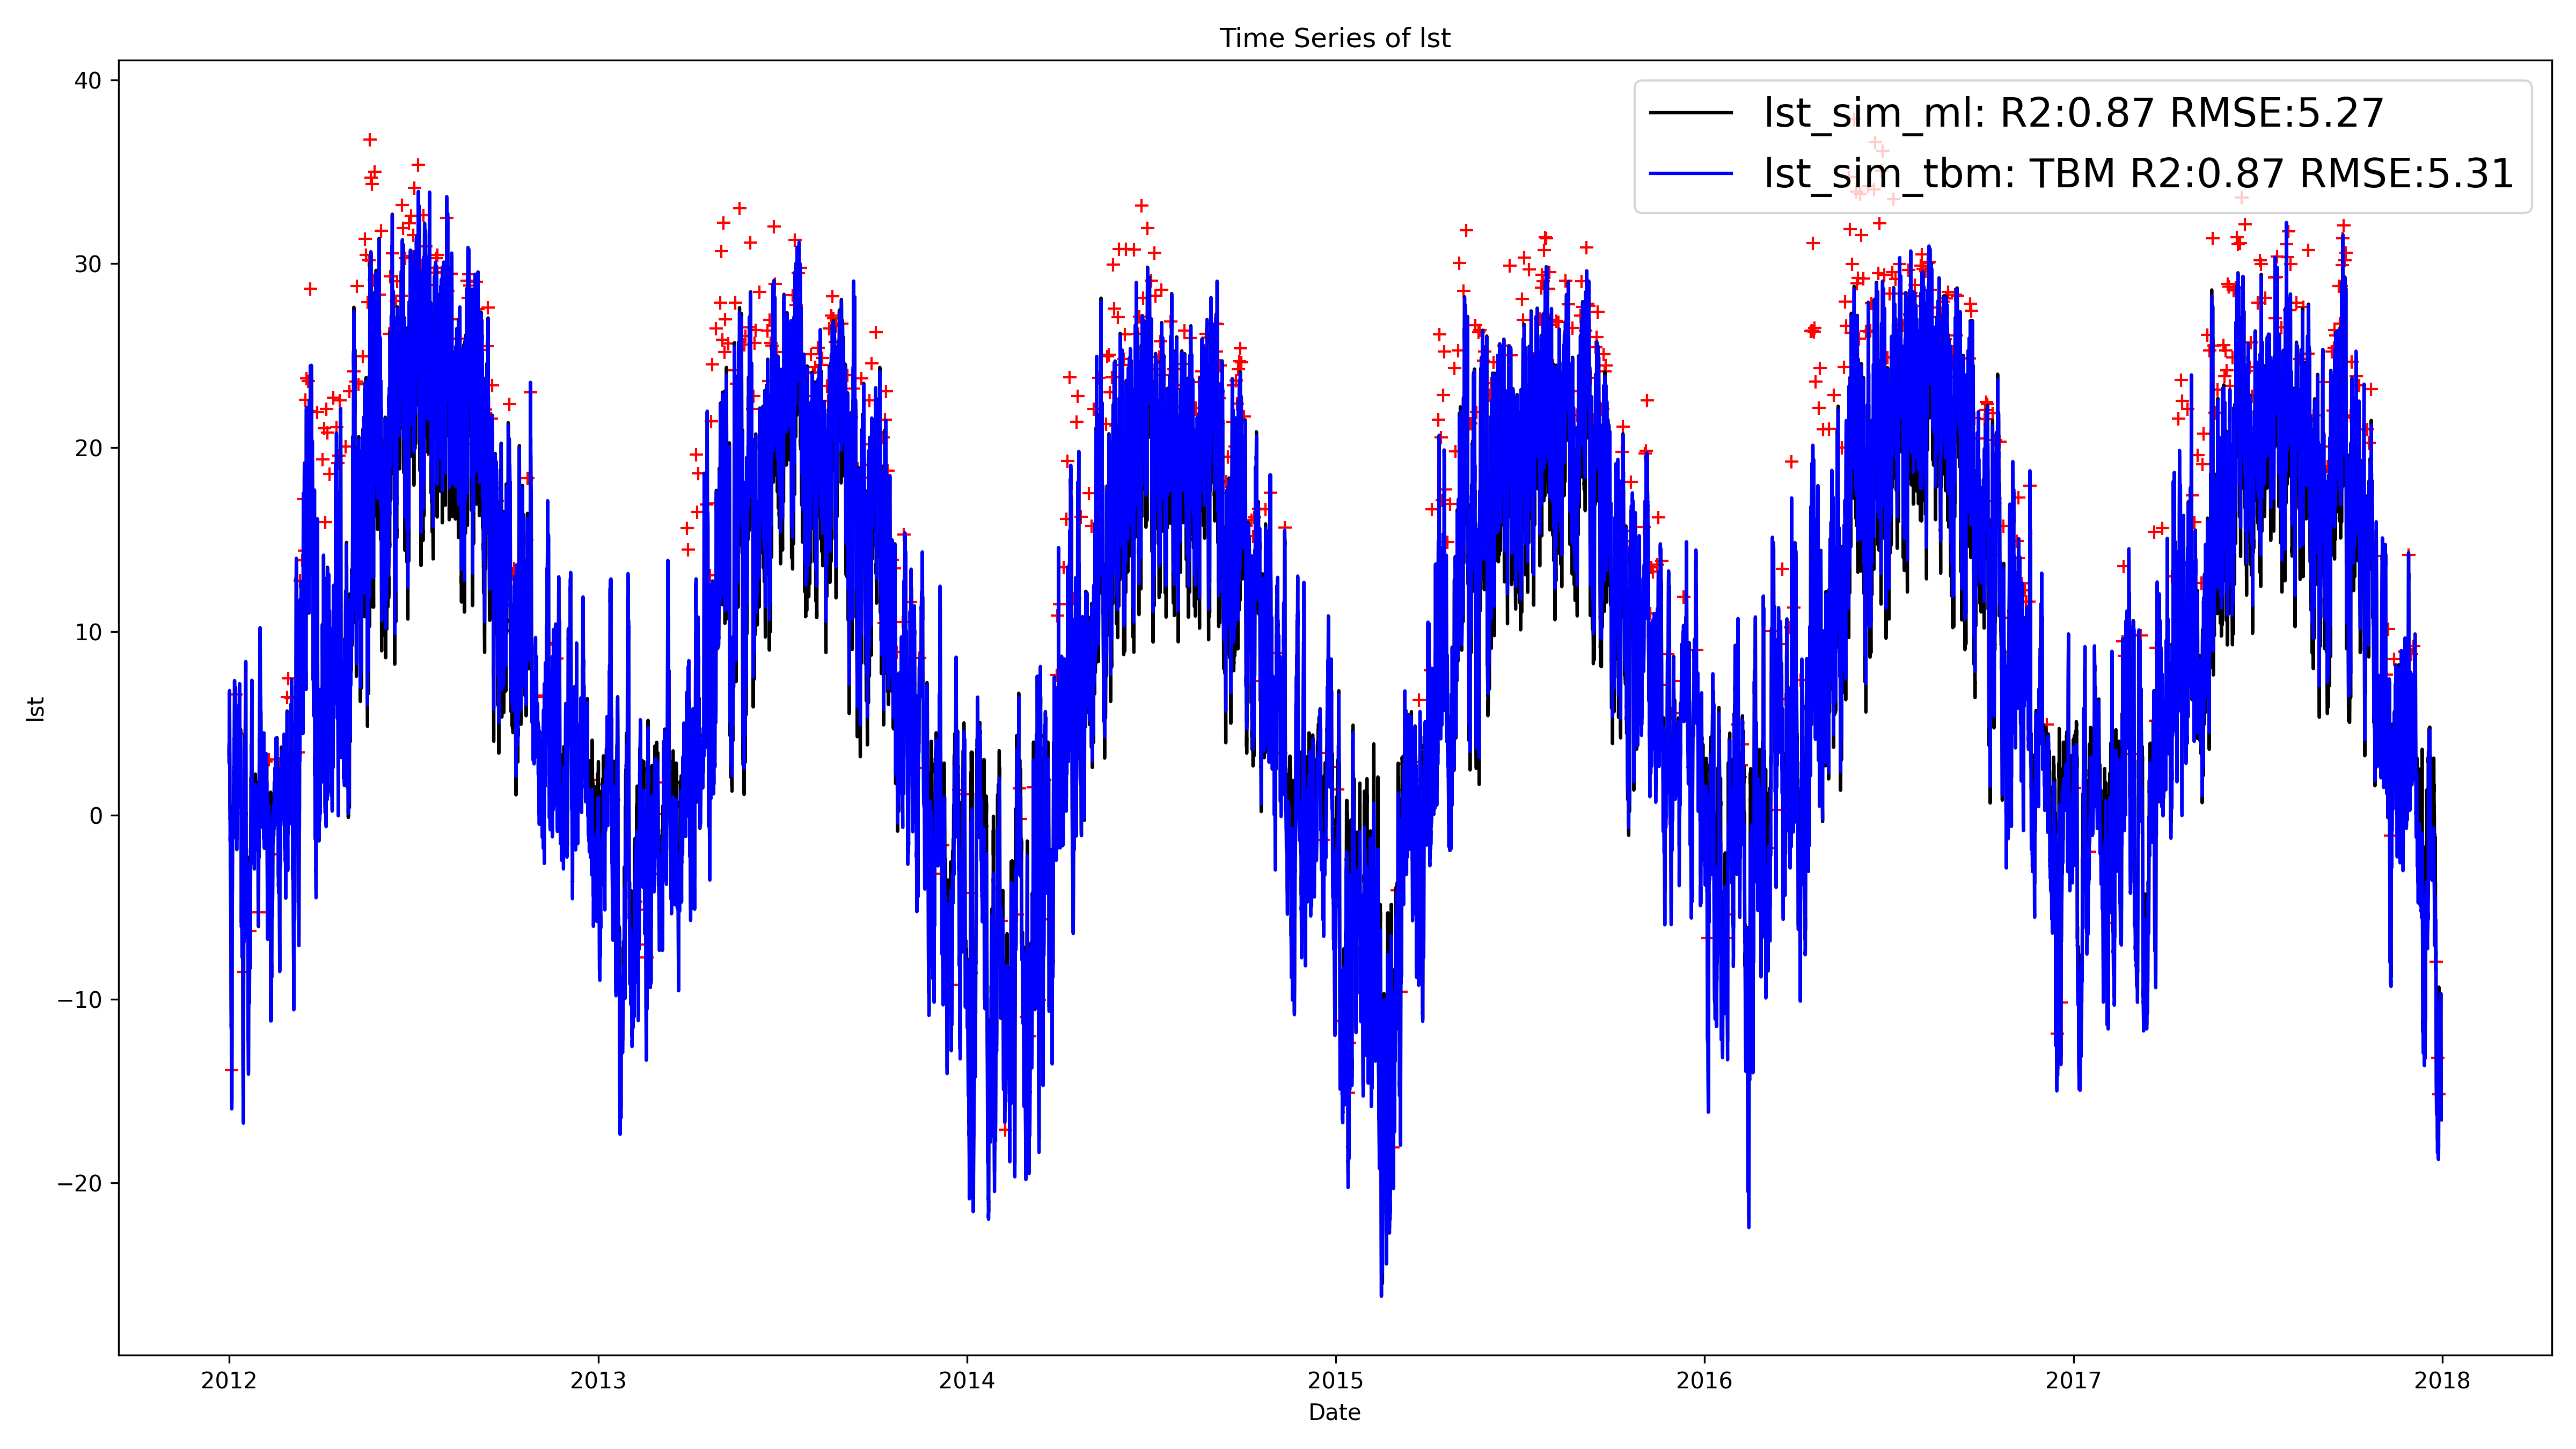 Time Series of lst
lst_sim_ml: R2:0.87 RMSE:5.27
lst_sim_tbm: TBM R2:0.87 RMSE:5.31
40
30
20
10
0
−10
−20
lst
2012 2013 2014 2015 2016 2017 2018
Date